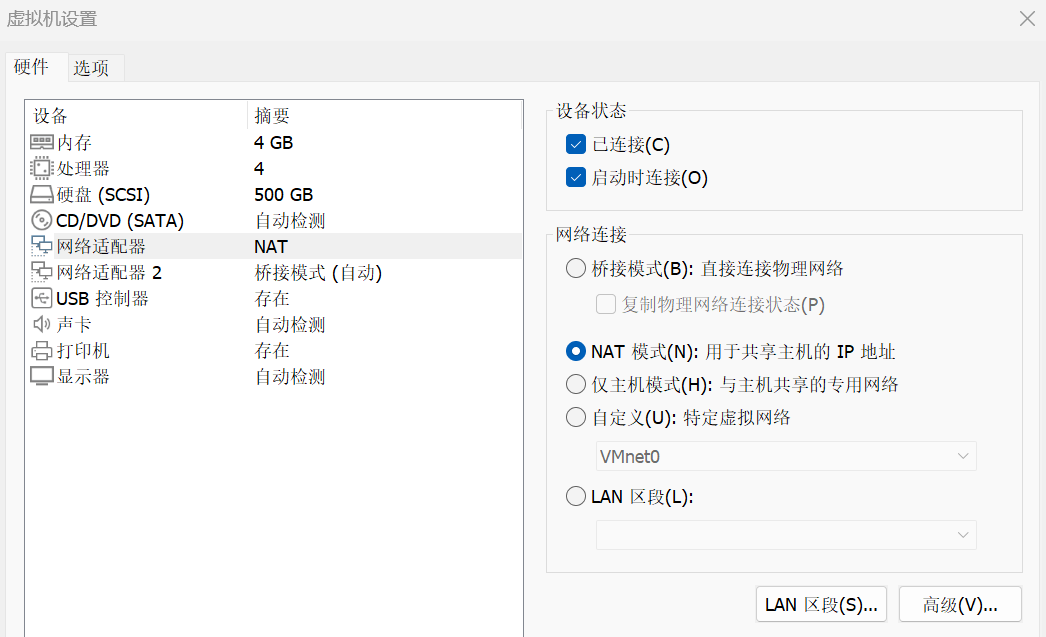 虚拟机设置
硬件 选项
设备 摘要
内存 4 GB
处理器 4
硬盘 (SCSI) 500 GB
CD/DVD (SATA) 自动检测
网络适配器 NAT
网络适配器 2 桥接模式 (自动)
USB 控制器 存在
声卡 自动检测
打印机 存在
显示器 自动检测
设备状态
已连接(C)
启动时连接(O)
网络连接
桥接模式(B): 直接连接物理网络
复制物理网络连接状态(P)
NAT 模式(N): 用于共享主机的 IP 地址
仅主机模式(H): 与主机共享的专用网络
自定义(U): 特定虚拟网络
VMnet0
LAN 区段(L):
LAN 区段(S)... 高级(V)...